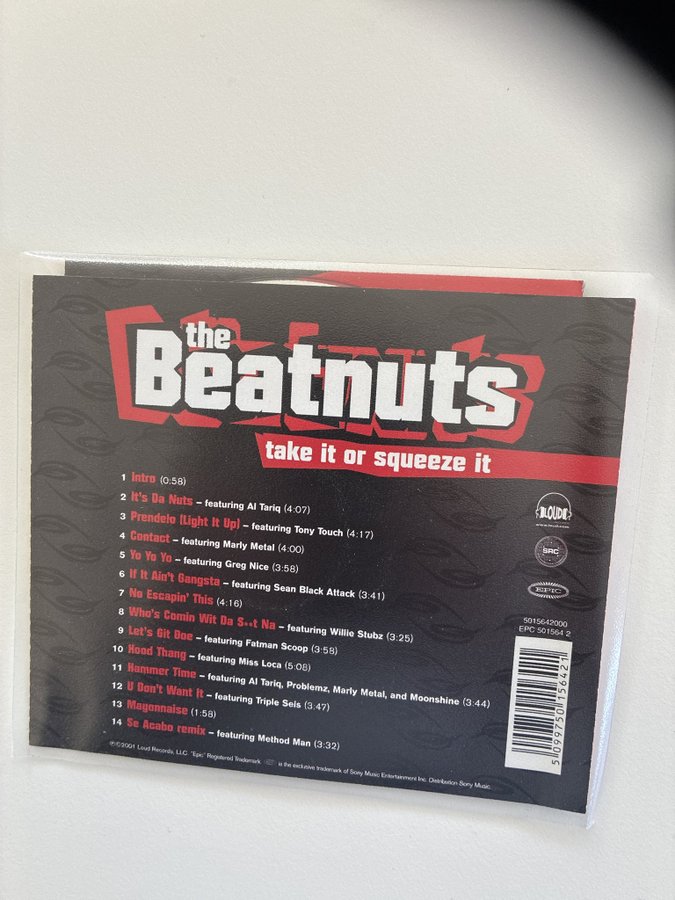 the
Beatnuts
take it or squeeze it
1 Intro (0:58)
2 It's Da Nuts – featuring Al Tariq (4:07)
3 Prendelo (Light It Up) – featuring Tony Touch (4:17)
4 Contact – featuring Marly Metal (4:00)
5 Yo Yo Yo – featuring Greg Nice (3:58)
6 If It Ain't Gangsta – featuring Sean Black Attack (3:41)
7 No Escapin' This (4:16)
8 Who's Comin Wit Da S**t Na – featuring Willie Stubz (3:25)
9 Let's Git Doe – featuring Fatman Scoop (3:58)
10 Hood Thang – featuring Miss Loca (5:08)
11 Hammer Time – featuring Al Tariq, Problemz, Marly Metal, and Moonshine (3:44)
12 U Don't Want It – featuring Triple Seis (3:47)
13 Mayonnaise (1:58)
14 Se Acabo remix – featuring Method Man (3:32)
LOUD
SRC
EPIC
5015642000
EPC 501564 2
5 099750 156421
℗©2001 Loud Records, LLC "Epic" Registered Trademark. is the exclusive trademark of Sony Music Entertainment Inc. Distribution Sony Music.